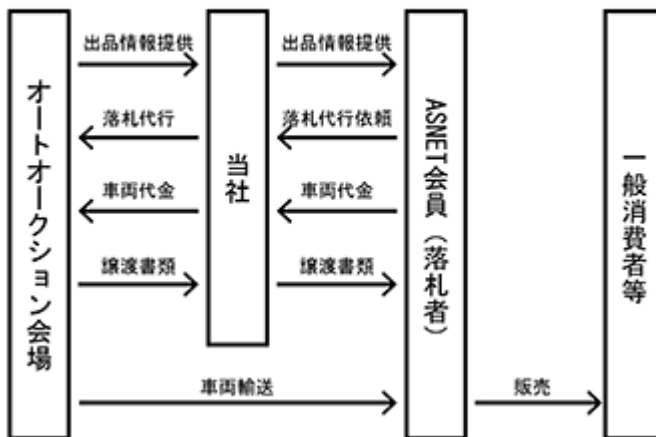 オートオークション会場
出品情報提供
落札代行
車両代金
譲渡書類
当社
出品情報提供
落札代行依頼
車両代金
譲渡書類
車両輸送
ASNET会員（落札者）
販売
一般消費者等